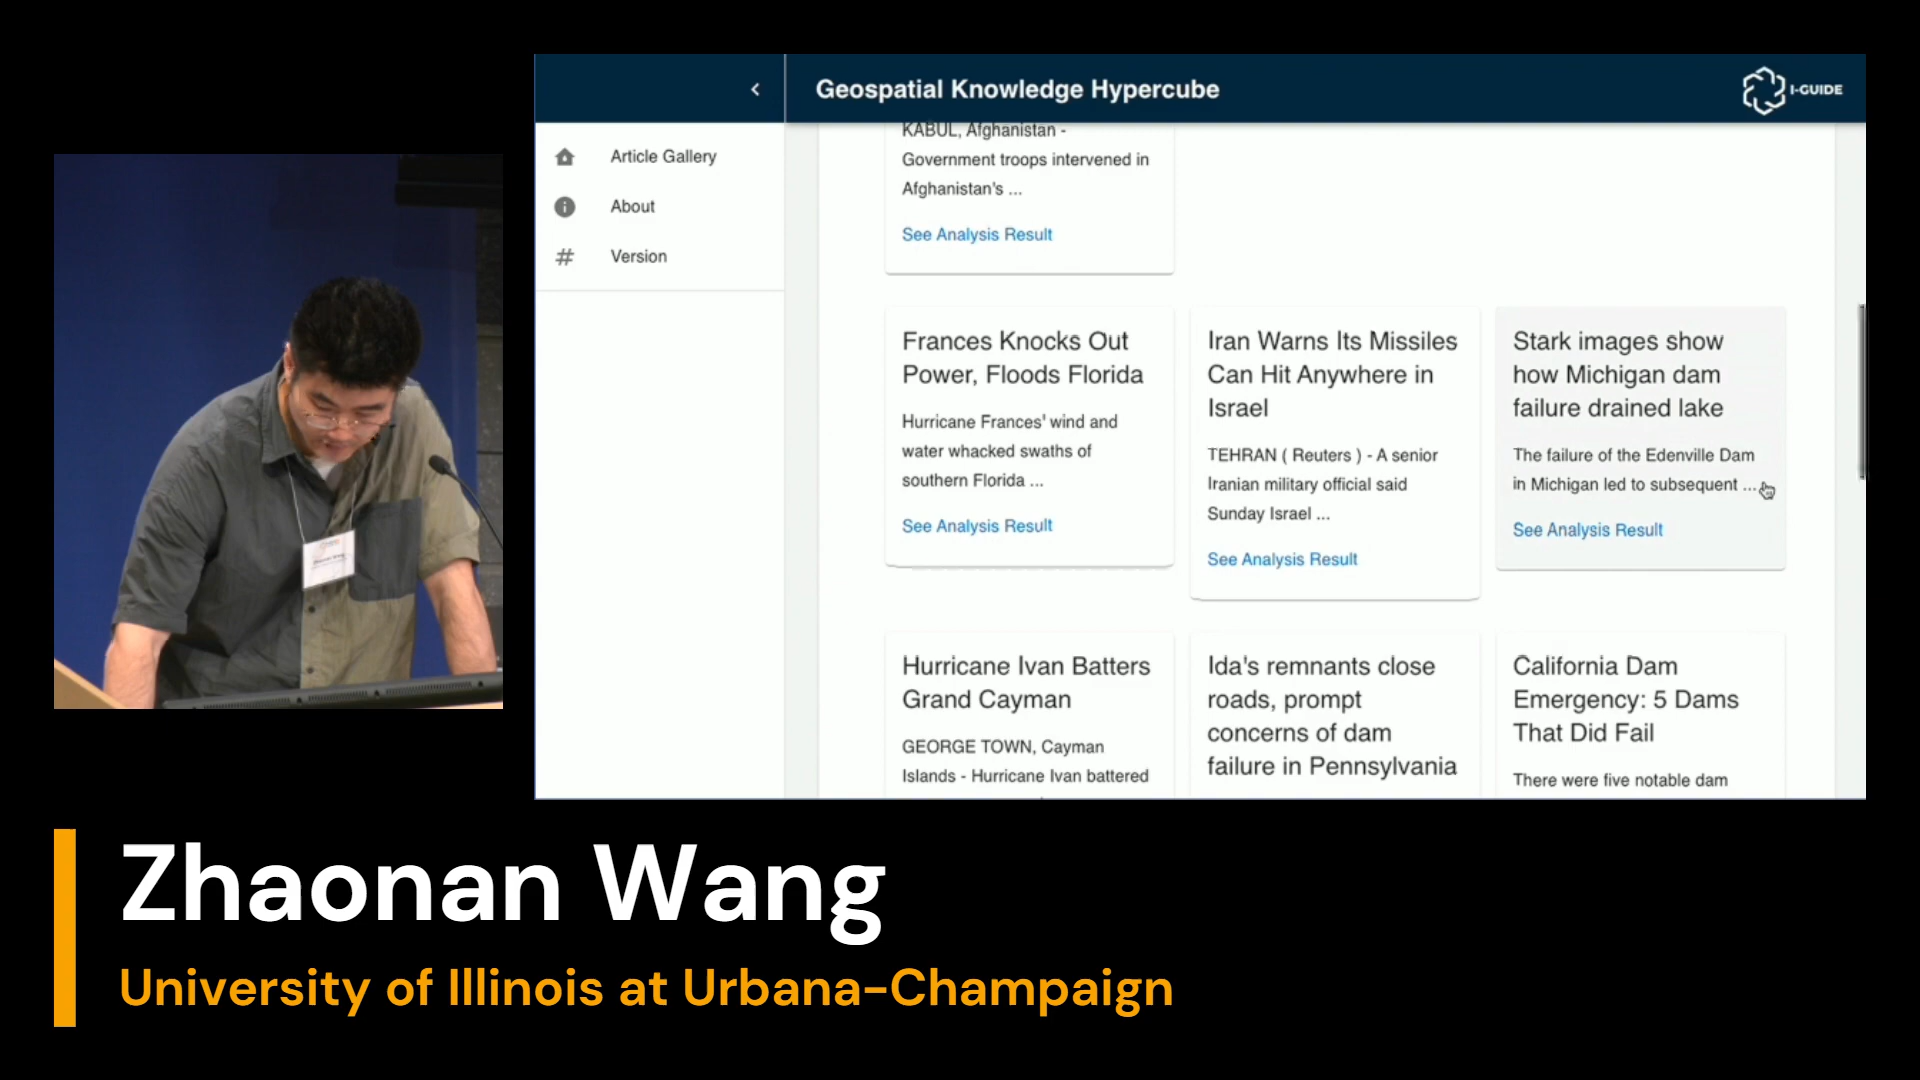 Geospatial Knowledge Hypercube
I-GUIDE
Article Gallery
About
Version
KABUL, Afghanistan -
Government troops intervened in
Afghanistan's ...
See Analysis Result
Frances Knocks Out
Power, Floods Florida
Hurricane Frances' wind and
water whacked swaths of
southern Florida ...
See Analysis Result
Iran Warns Its Missiles
Can Hit Anywhere in
Israel
TEHRAN ( Reuters ) - A senior
Iranian military official said
Sunday Israel ...
See Analysis Result
Stark images show
how Michigan dam
failure drained lake
The failure of the Edenville Dam
in Michigan led to subsequent ...
See Analysis Result
Hurricane Ivan Batters
Grand Cayman
GEORGE TOWN, Cayman
Islands - Hurricane Ivan battered
Ida's remnants close
roads, prompt
concerns of dam
failure in Pennsylvania
California Dam
Emergency: 5 Dams
That Did Fail
There were five notable dam
Zhaonan Wang
University of Illinois at Urbana-Champaign